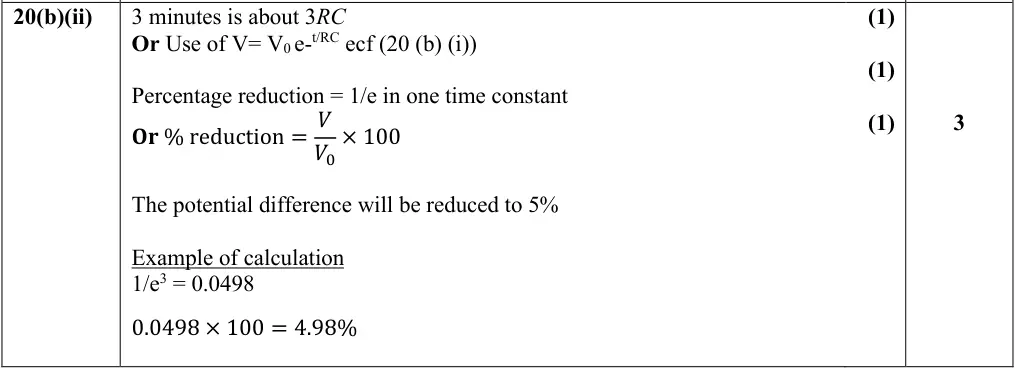 20(b)(ii) 3 minutes is about 3RC (1)
Or Use of V= V₀ e-ᵗ/ᴿᶜ ecf (20 (b) (i))
(1)
Percentage reduction = 1/e in one time constant
Or % reduction = V/V₀ × 100 (1) 3
The potential difference will be reduced to 5%
Example of calculation
1/e³ = 0.0498
0.0498 × 100 = 4.98%